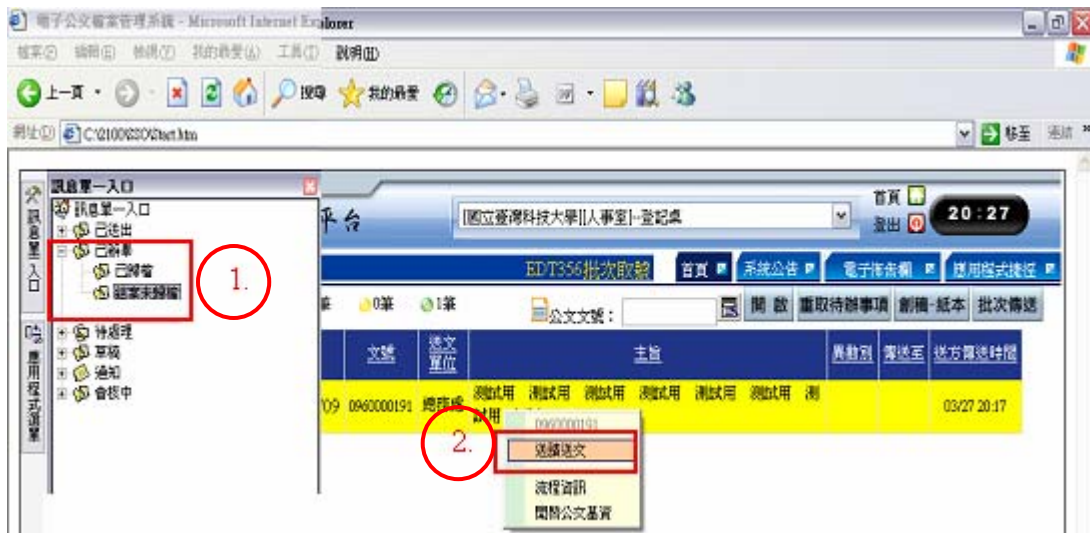 電子公文檔案管理系統 - Microsoft Internet Explorer
檔案(F) 編輯(E) 檢視(V) 我的最愛(A) 工具(T) 說明(H)
上一頁 搜尋 我的最愛
網址(D) C:\2100\SSO\Start.htm 移至 連結 »
訊息單一入口
訊息單一入口
已送出
已辦畢
已歸檔
結案未歸檔
1.
待處理
草稿
通知
會核中
訊息單入口
應用程式選單
平台
[國立臺灣科技大學][人事室]--登記桌
首頁
登出
20:27
EDT356批次取號 首頁 系統公告 電子佈告欄 應用程式捷徑
筆 0筆 1筆 公文文號： 開 啟 重取待辦事項 創稿-紙本 批次傳送
文號 送文單位 主旨 異動別 傳送至 送方傳送時間
/09 0960000191 總務處 測試用 測試用 測試用 測試用 測試用 測試用 測 03/27 20:17
試用
0960000191
2.
送歸送文
流程資訊
開啟公文基資